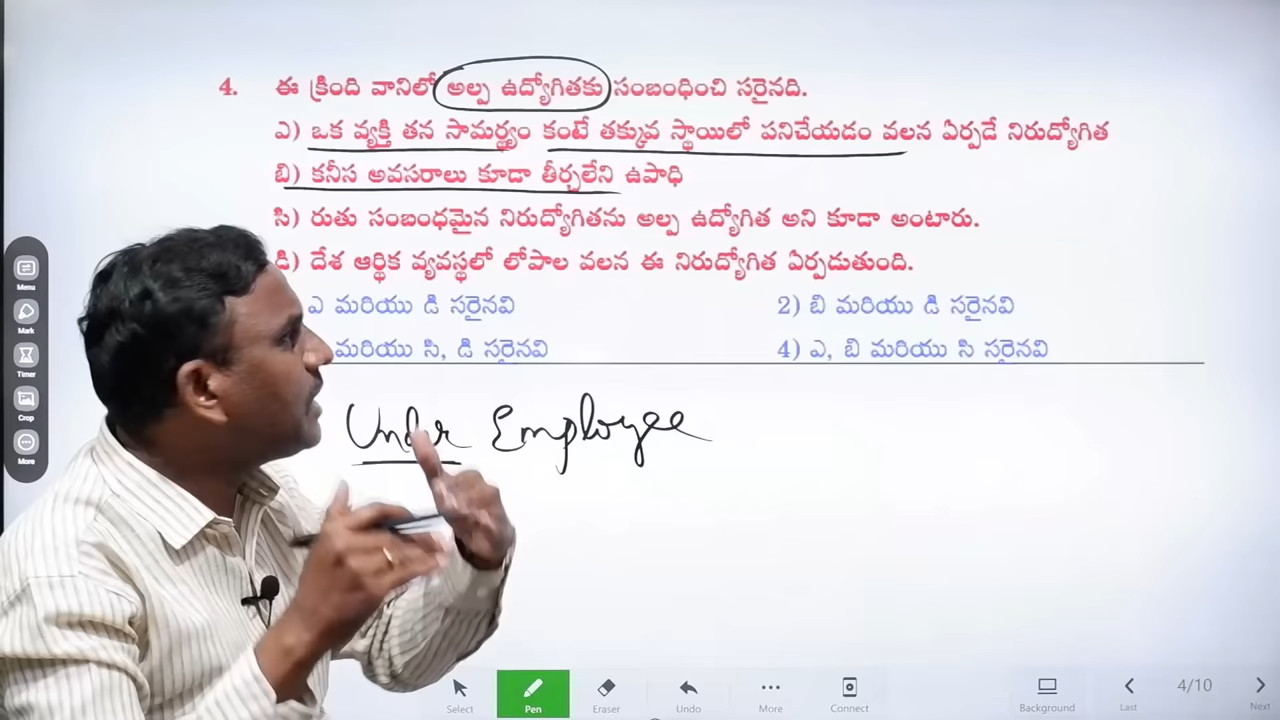 4. ఈ క్రింది వానిలో అల్ప ఉద్యోగితకు సంబంధించి సరైనది.
ఎ) ఒక వ్యక్తి తన సామర్థ్యం కంటే తక్కువ స్థాయిలో పనిచేయడం వలన ఏర్పడే నిరుద్యోగిత
బి) కనీస అవసరాలు కూడా తీర్చలేని ఉపాధి
సి) రుతు సంబంధమైన నిరుద్యోగితను అల్ప ఉద్యోగిత అని కూడా అంటారు.
డి) దేశ ఆర్థిక వ్యవస్థలో లోపాల వలన ఈ నిరుద్యోగిత ఏర్పడుతుంది.
ఎ మరియు డి సరైనవి 2) బి మరియు డి సరైనవి
మరియు సి, డి సరైనవి 4) ఎ, బి మరియు సి సరైనవి
Under Employee
Menu
Mark
Timer
Crop
More
Select Pen Eraser Undo More Connect Background Last 4/10 Next